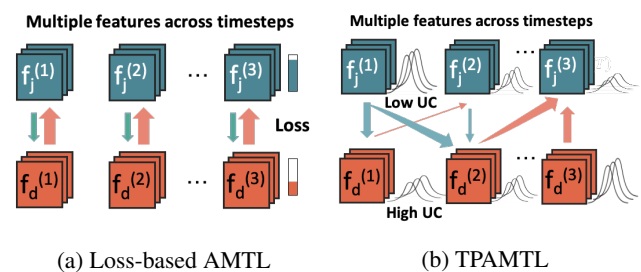 Multiple features across timesteps
f_j^(1) f_j^(2) ... f_j^(3)
Loss
f_d^(1) f_d^(2) ... f_d^(3)
(a) Loss-based AMTL
Multiple features across timesteps
f_j^(1) f_j^(2) ... f_j^(3)
Low UC
f_d^(1) f_d^(2) ... f_d^(3)
High UC
(b) TPAMTL